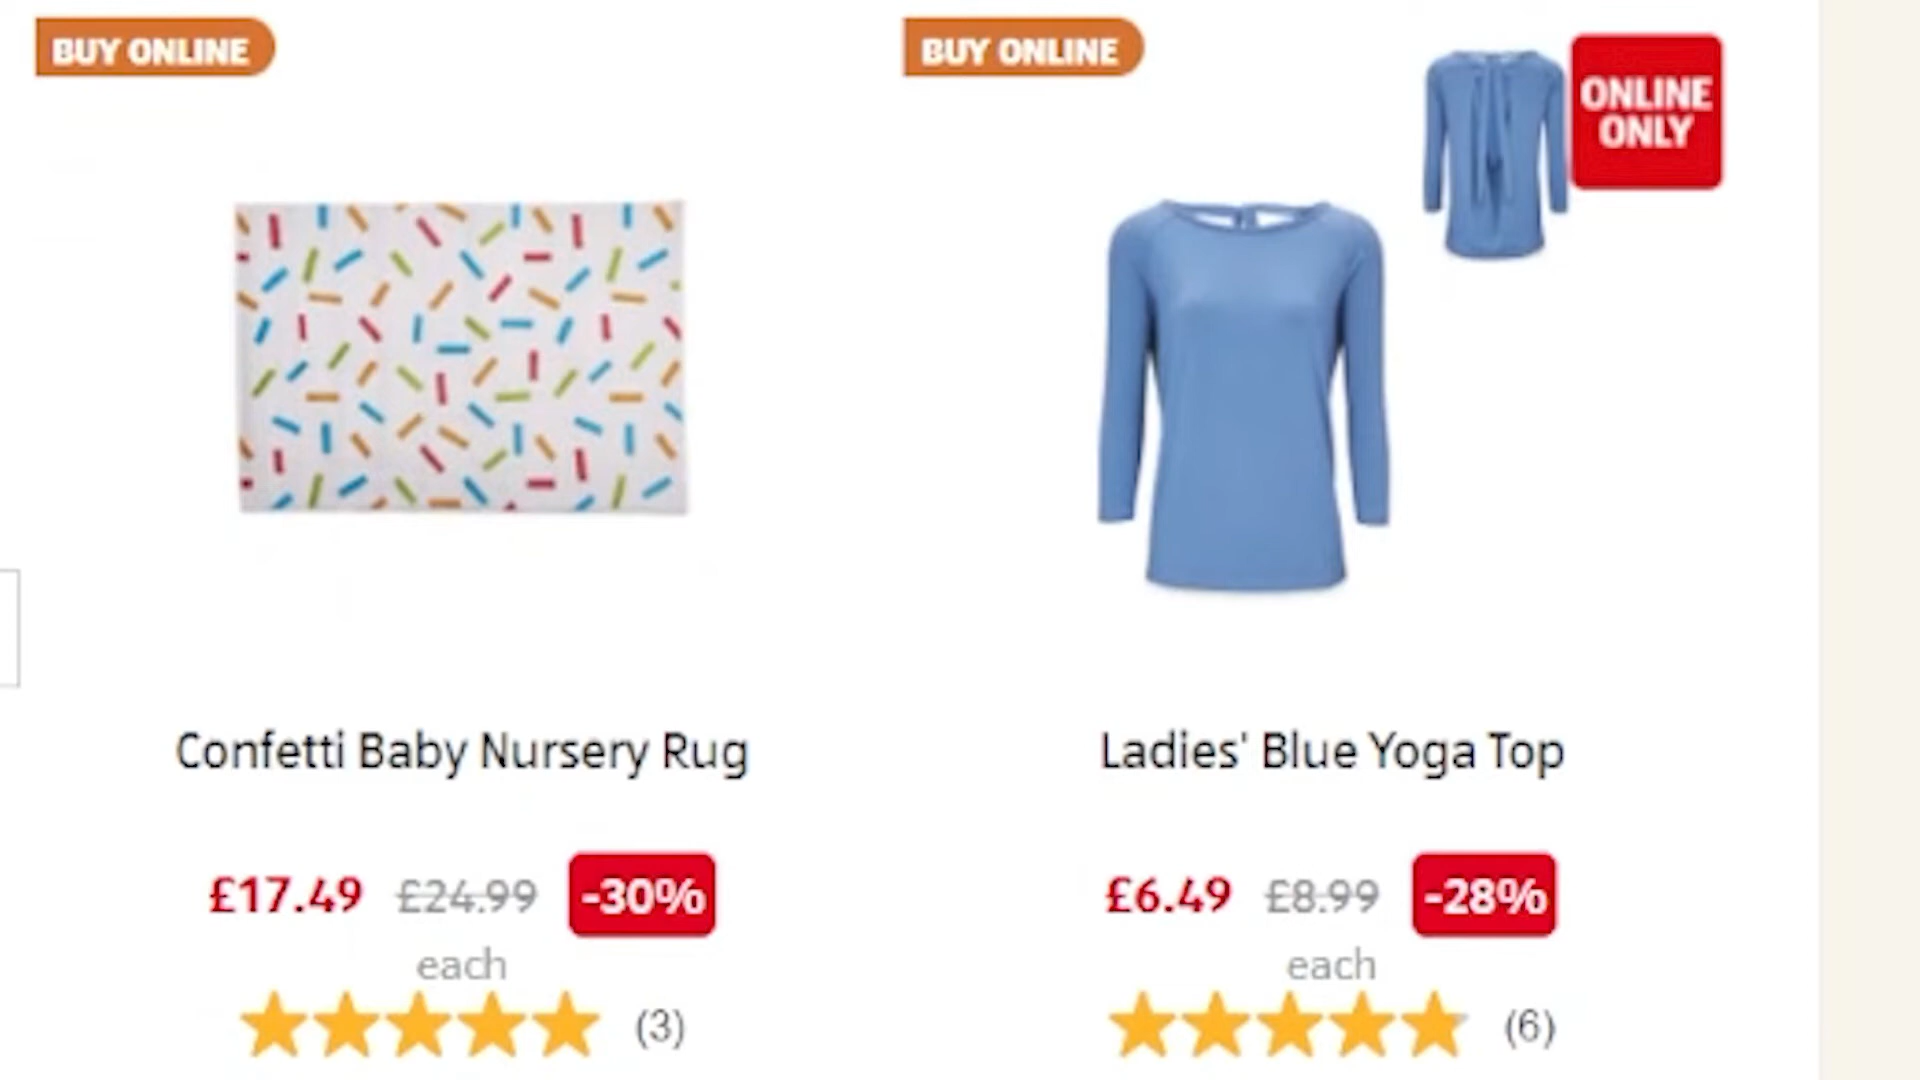 BUY ONLINE
BUY ONLINE
ONLINE
ONLY
Confetti Baby Nursery Rug
Ladies' Blue Yoga Top
£17.49 £24.99 -30%
each
(3)
£6.49 £8.99 -28%
each
(6)